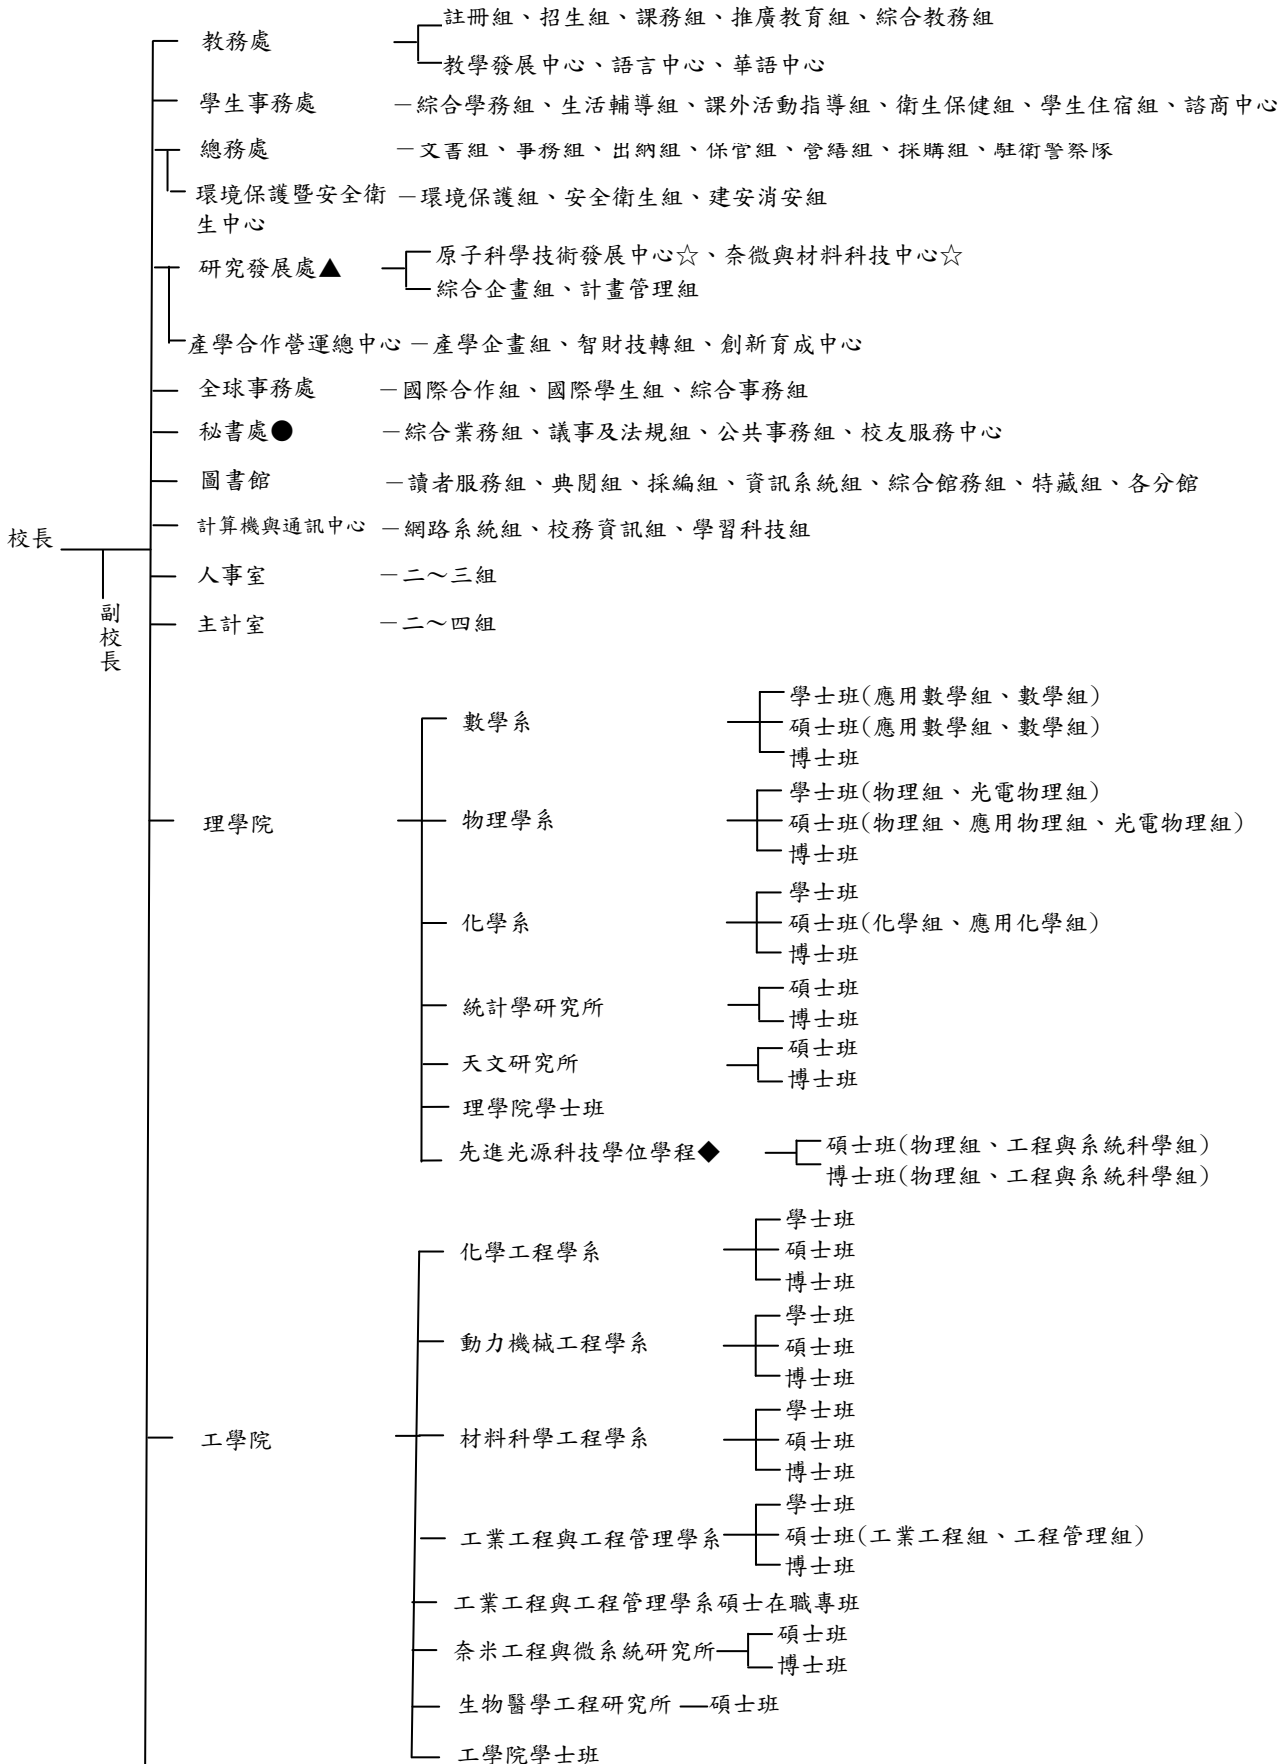 註冊組、招生組、課務組、推廣教育組、綜合教務組
教務處
教學發展中心、語言中心、華語中心
學生事務處 －綜合學務組、生活輔導組、課外活動指導組、衛生保健組、學生住宿組、諮商中心
總務處 －文書組、事務組、出納組、保管組、營繕組、採購組、駐衛警察隊
環境保護暨安全衛生中心 －環境保護組、安全衛生組、建安消安組
原子科學技術發展中心☆、奈微與材料科技中心☆
研究發展處▲
綜合企畫組、計畫管理組
產學合作營運總中心 －產學企畫組、智財技轉組、創新育成中心
全球事務處 －國際合作組、國際學生組、綜合事務組
秘書處● －綜合業務組、議事及法規組、公共事務組、校友服務中心
圖書館 －讀者服務組、典閱組、採編組、資訊系統組、綜合館務組、特藏組、各分館
計算機與通訊中心 －網路系統組、校務資訊組、學習科技組
校長
人事室 －二～三組
副校長
主計室 －二～四組
學士班(應用數學組、數學組)
數學系
碩士班(應用數學組、數學組)
博士班
學士班(物理組、光電物理組)
理學院
物理學系
碩士班(物理組、應用物理組、光電物理組)
博士班
學士班
化學系
碩士班(化學組、應用化學組)
博士班
碩士班
統計學研究所
博士班
碩士班
天文研究所
博士班
理學院學士班
先進光源科技學位學程◆
碩士班(物理組、工程與系統科學組)
博士班(物理組、工程與系統科學組)
學士班
化學工程學系
碩士班
博士班
學士班
動力機械工程學系
碩士班
博士班
學士班
工學院
材料科學工程學系
碩士班
博士班
學士班
工業工程與工程管理學系
碩士班(工業工程組、工程管理組)
博士班
工業工程與工程管理學系碩士在職專班
碩士班
奈米工程與微系統研究所
博士班
生物醫學工程研究所 碩士班
工學院學士班